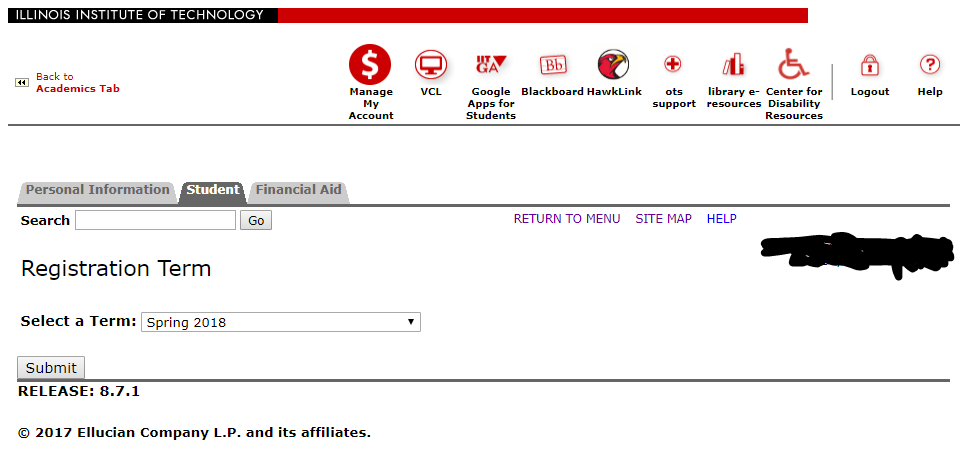 ILLINOIS INSTITUTE OF TECHNOLOGY
Back to
Academics Tab
$
Manage
My
Account
VCL
IIT
GA
Google
Apps for
Students
Bb
Blackboard
HawkLink
ots
support
library e-
resources
Center for
Disability
Resources
Logout
?
Help
Personal Information
Student
Financial Aid
Search
Go
RETURN TO MENU
SITE MAP
HELP
Registration Term
Select a Term: Spring 2018
Submit
RELEASE: 8.7.1
© 2017 Ellucian Company L.P. and its affiliates.